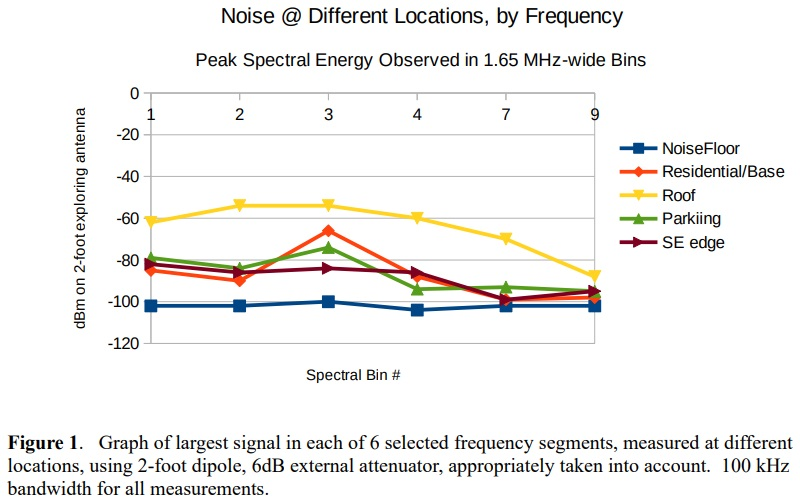 Noise @ Different Locations, by Frequency
Peak Spectral Energy Observed in 1.65 MHz-wide Bins
dBm on 2-foot exploring antenna
0
-20
-40
-60
-80
-100
-120
1 2 3 4 7 9
Spectral Bin #
NoiseFloor
Residential/Base
Roof
Parkiing
SE edge
Figure 1. Graph of largest signal in each of 6 selected frequency segments, measured at different
locations, using 2-foot dipole, 6dB external attenuator, appropriately taken into account. 100 kHz
bandwidth for all measurements.